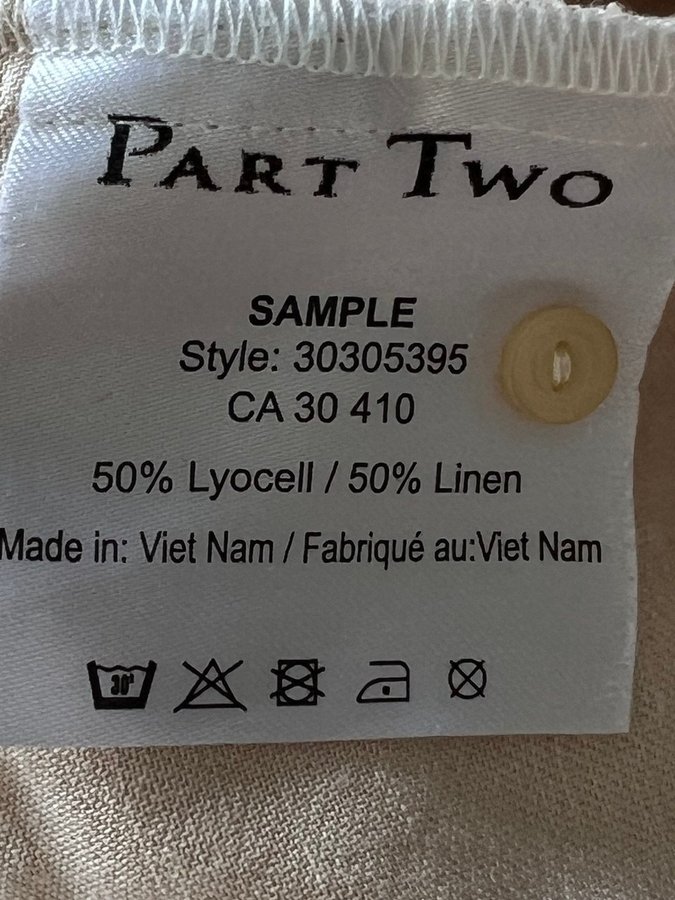 PART TWO
SAMPLE
Style: 30305395
CA 30 410
50% Lyocell / 50% Linen
Made in: Viet Nam / Fabriqué au:Viet Nam
30°